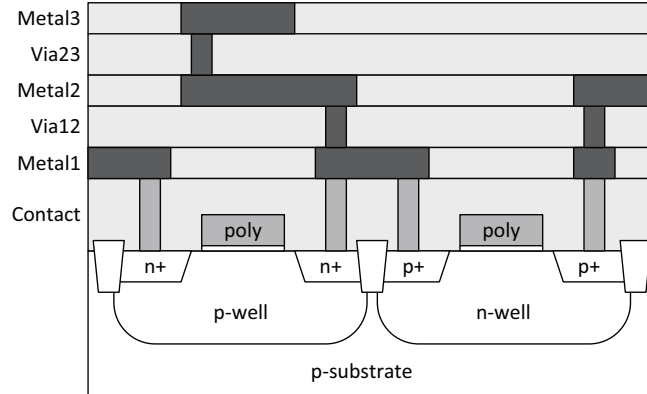 Metal3
Via23
Metal2
Via12
Metal1
Contact
poly
poly
n+
n+
p+
p+
p-well
n-well
p-substrate